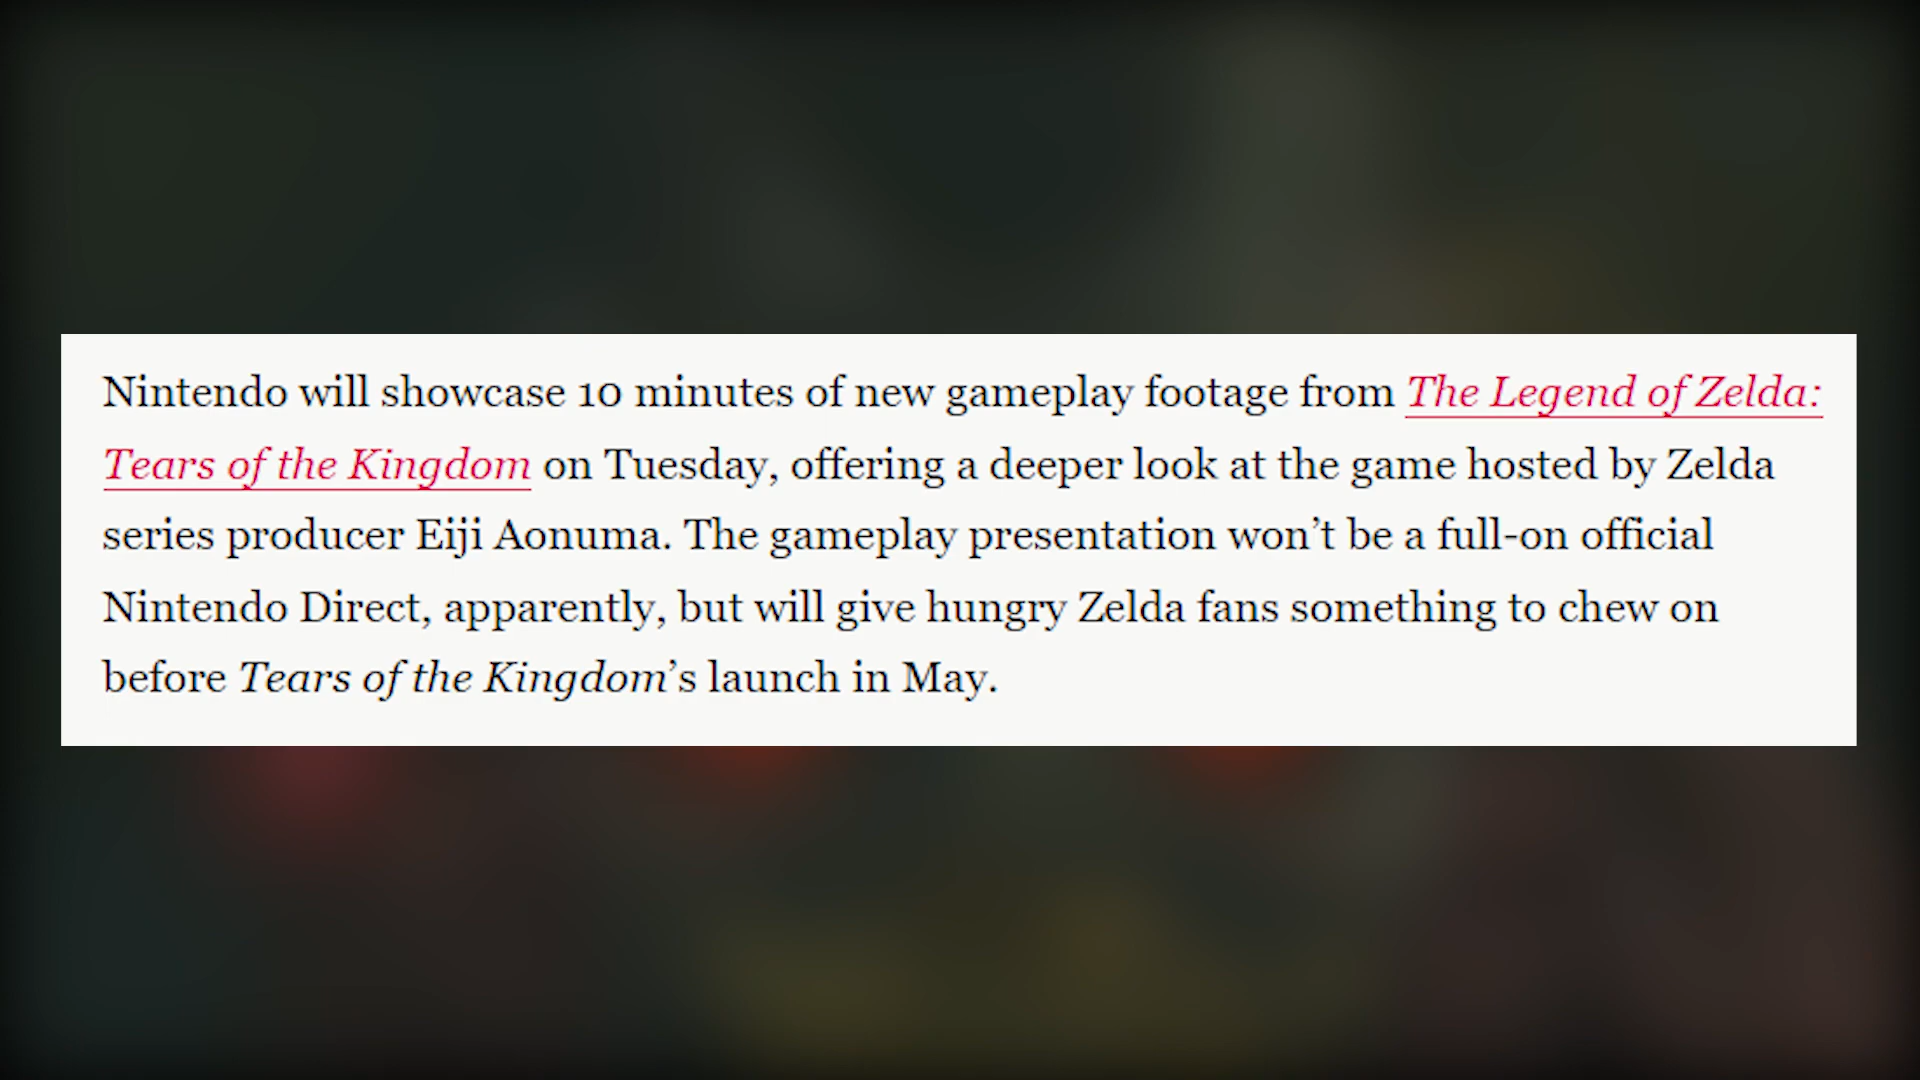 Nintendo will showcase 10 minutes of new gameplay footage from The Legend of Zelda:
Tears of the Kingdom on Tuesday, offering a deeper look at the game hosted by Zelda
series producer Eiji Aonuma. The gameplay presentation won’t be a full-on official
Nintendo Direct, apparently, but will give hungry Zelda fans something to chew on
before Tears of the Kingdom’s launch in May.